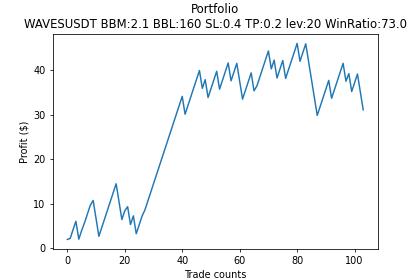 Portfolio
WAVESUSDT BBM:2.1 BBL:160 SL:0.4 TP:0.2 lev:20 WinRatio:73.0
Profit ($)
40
30
20
10
0
0 20 40 60 80 100
Trade counts